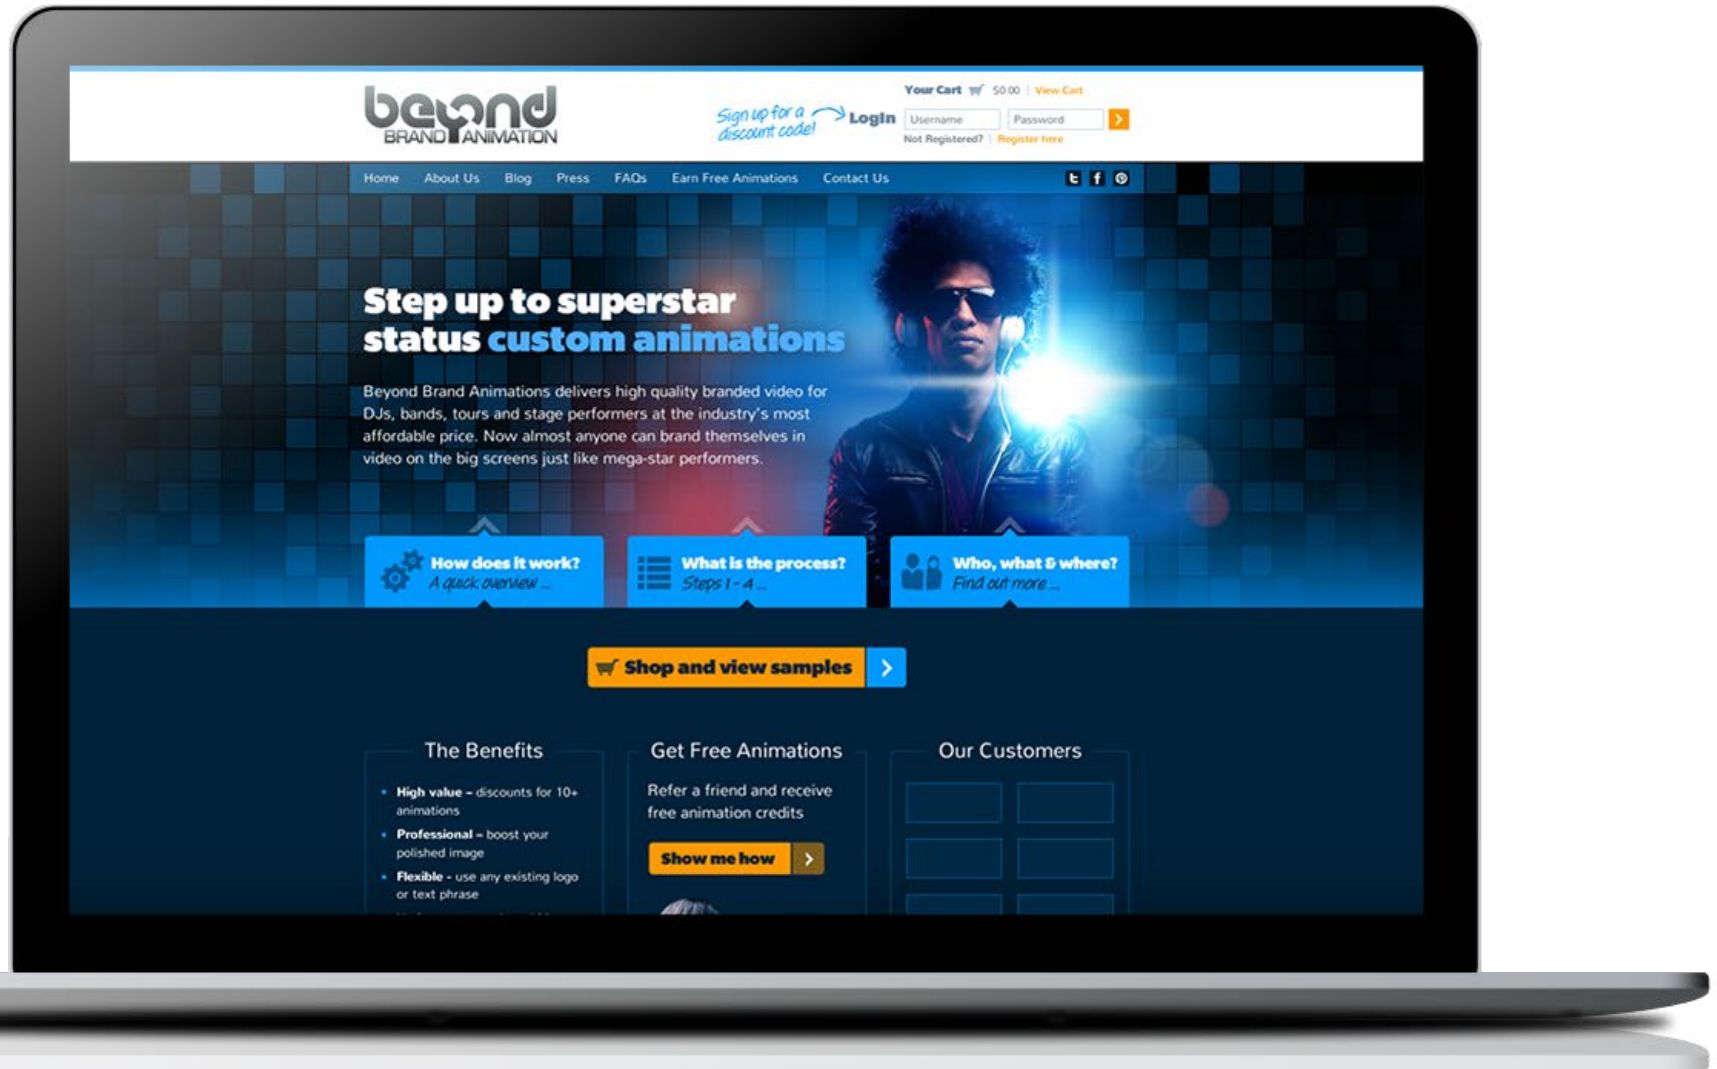 beyond
BRAND ANIMATION
Sign up for a
discount code!
LogIn
Your Cart $0.00 | View Cart
Username Password
Not Registered? | Register here
Home About Us Blog Press FAQs Earn Free Animations Contact Us
Step up to superstar
status custom animations
Beyond Brand Animations delivers high quality branded video for
DJs, bands, tours and stage performers at the industry's most
affordable price. Now almost anyone can brand themselves in
video on the big screens just like mega-star performers.
How does it work?
A quick overview ...
What is the process?
Steps 1 - 4 ...
Who, what & where?
Find out more ...
Shop and view samples
The Benefits
• High value – discounts for 10+
animations
• Professional – boost your
polished image
• Flexible - use any existing logo
or text phrase
Get Free Animations
Refer a friend and receive
free animation credits
Show me how
Our Customers